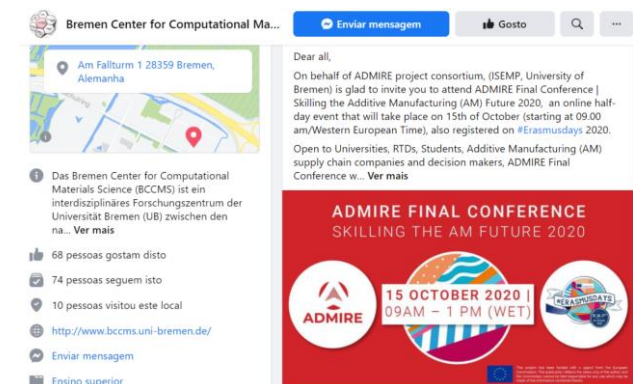 Bremen Center for Computational Ma...
Enviar mensagem
Gosto
Am Fallturm 1 28359 Bremen,
Alemanha
Das Bremen Center for Computational
Materials Science (BCCMS) ist ein
interdisziplinäres Forschungszentrum der
Universität Bremen (UB) zwischen den
na... Ver mais
68 pessoas gostam disto
74 pessoas seguem isto
10 pessoas visitou este local
http://www.bccms.uni-bremen.de/
Enviar mensagem
Ensino superior
Dear all,
On behalf of ADMIRE project consortium, (ISEMP, University of
Bremen) is glad to invite you to attend ADMIRE Final Conference |
Skilling the Additive Manufacturing (AM) Future 2020, an online half-
day event that will take place on 15th of October (starting at 09.00
am/Western European Time), also registered on #Erasmusdays 2020.
Open to Universities, RTDs, Students, Additive Manufacturing (AM)
supply chain companies and decision makers, ADMIRE Final
Conference w... Ver mais
ADMIRE FINAL CONFERENCE
SKILLING THE AM FUTURE 2020
ADMIRE
15 OCTOBER 2020 |
09AM – 1 PM (WET)
#ERASMUSDAYS